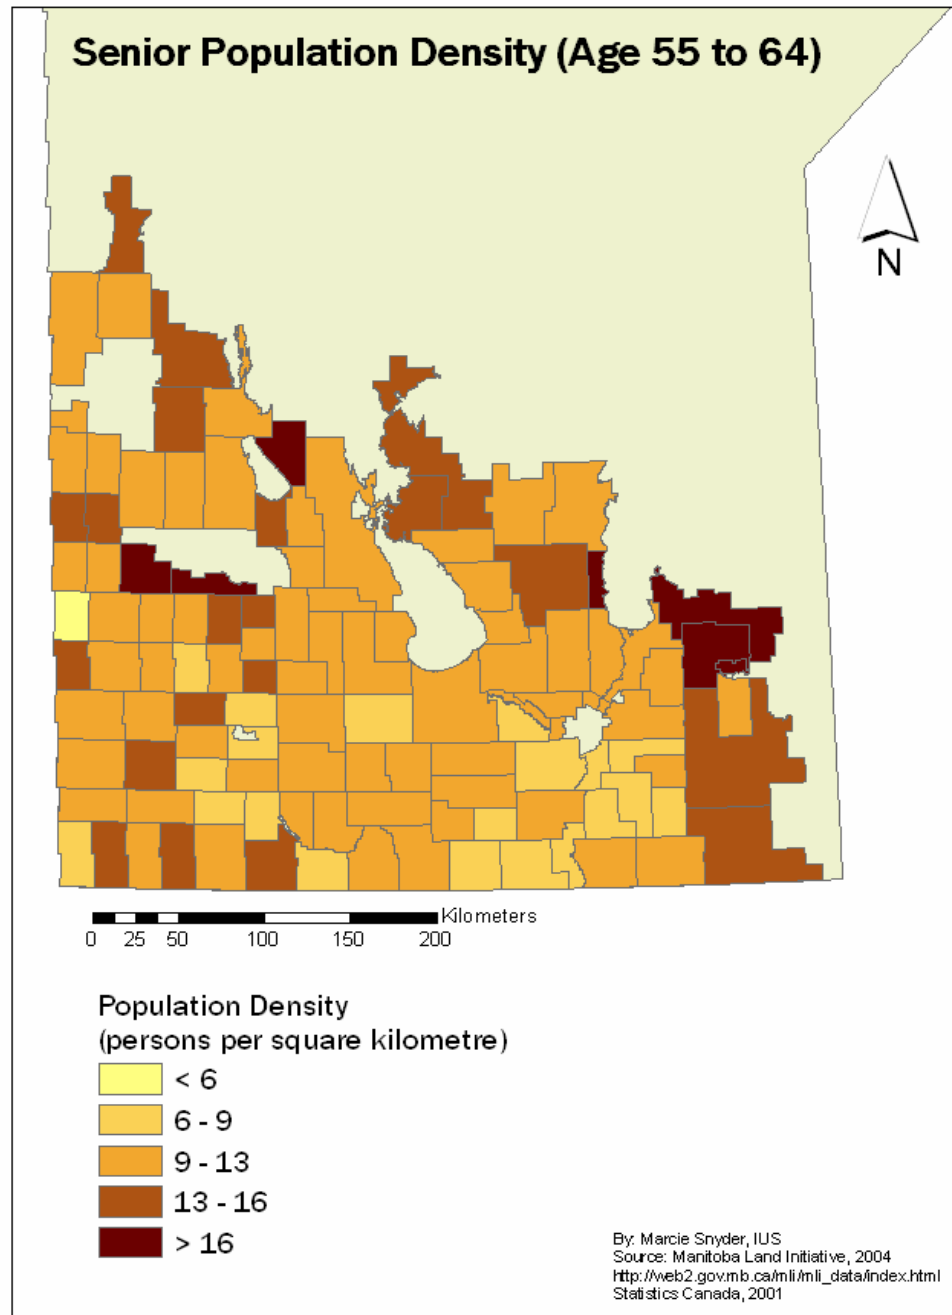 Senior Population Density (Age 55 to 64)
N
Kilometers
0 25 50 100 150 200
Population Density
(persons per square kilometre)
< 6
6 - 9
9 - 13
13 - 16
> 16
By: Marcie Snyder, IUS
Source: Manitoba Land Initiative, 2004
http://web2.gov.mb.ca/mli/mli_data/index.html
Statistics Canada, 2001